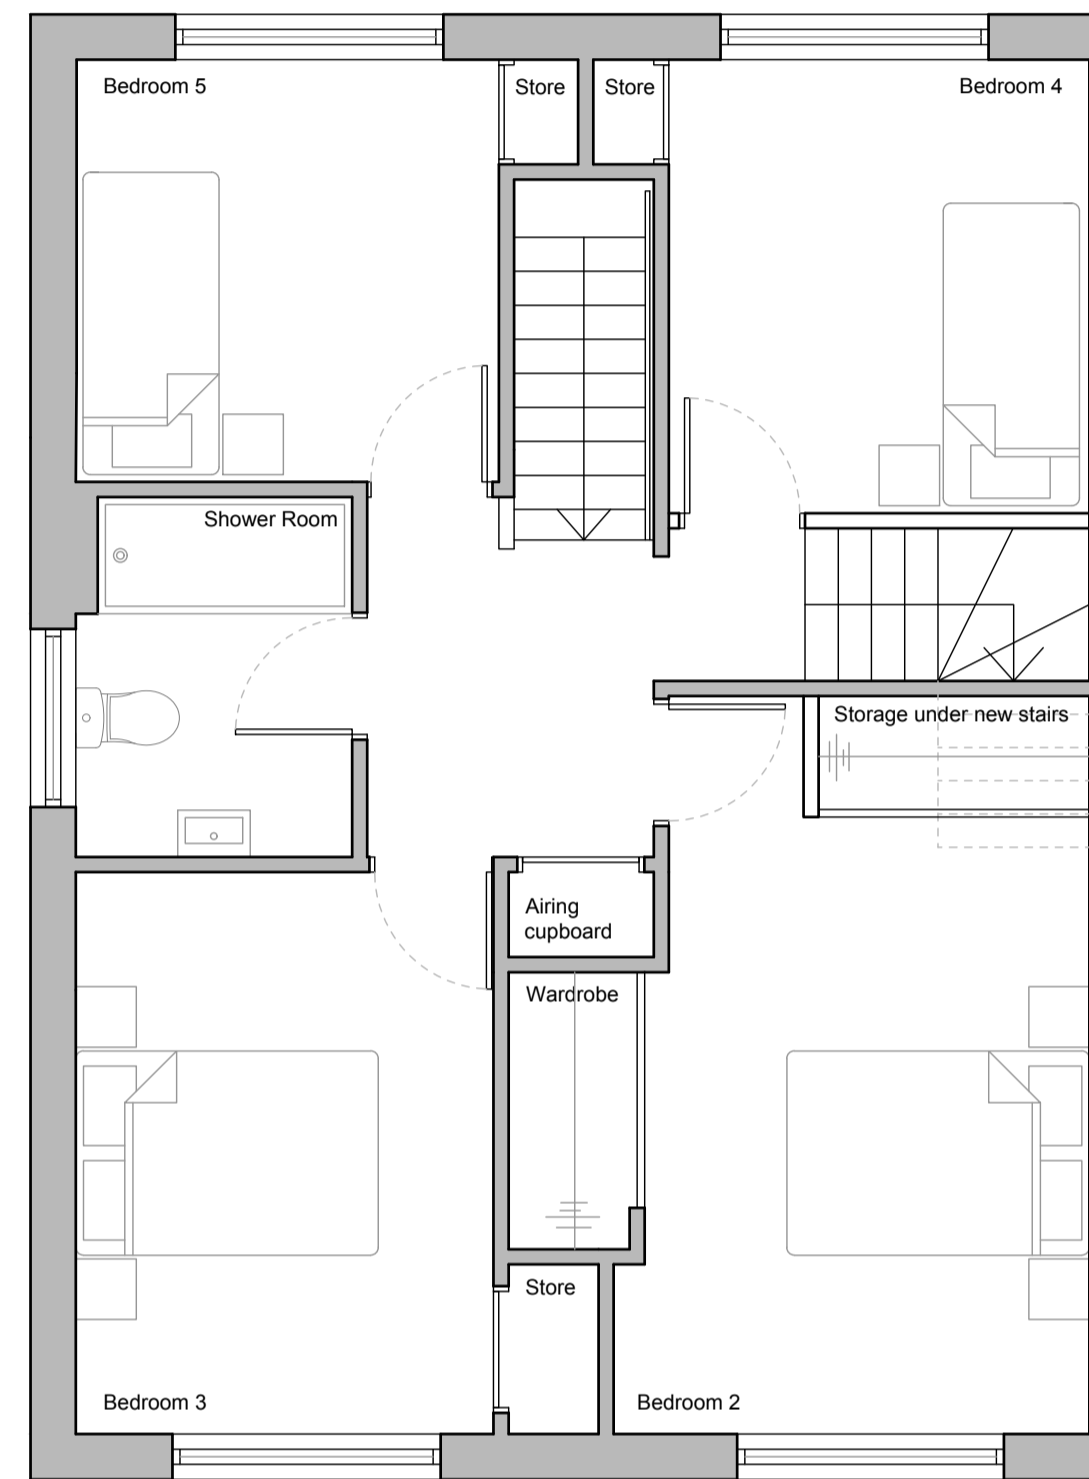 Bedroom 5
Store
Store
Bedroom 4
Shower Room
Storage under new stairs
Airing
cupboard
Wardrobe
Store
Bedroom 3
Bedroom 2